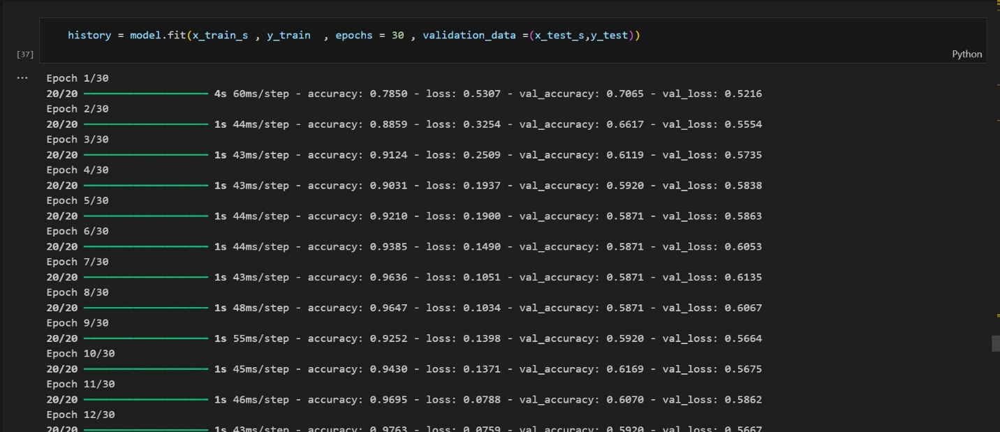 history = model.fit(x_train_s , y_train  , epochs = 30 , validation_data =(x_test_s,y_test))
[37]
Python
...
Epoch 1/30
20/20 ━━━━━━━━━━━━━━━━━━━━ 4s 60ms/step - accuracy: 0.7850 - loss: 0.5307 - val_accuracy: 0.7065 - val_loss: 0.5216
Epoch 2/30
20/20 ━━━━━━━━━━━━━━━━━━━━ 1s 44ms/step - accuracy: 0.8859 - loss: 0.3254 - val_accuracy: 0.6617 - val_loss: 0.5554
Epoch 3/30
20/20 ━━━━━━━━━━━━━━━━━━━━ 1s 43ms/step - accuracy: 0.9124 - loss: 0.2509 - val_accuracy: 0.6119 - val_loss: 0.5735
Epoch 4/30
20/20 ━━━━━━━━━━━━━━━━━━━━ 1s 43ms/step - accuracy: 0.9031 - loss: 0.1937 - val_accuracy: 0.5920 - val_loss: 0.5838
Epoch 5/30
20/20 ━━━━━━━━━━━━━━━━━━━━ 1s 44ms/step - accuracy: 0.9210 - loss: 0.1900 - val_accuracy: 0.5871 - val_loss: 0.5863
Epoch 6/30
20/20 ━━━━━━━━━━━━━━━━━━━━ 1s 44ms/step - accuracy: 0.9385 - loss: 0.1490 - val_accuracy: 0.5871 - val_loss: 0.6053
Epoch 7/30
20/20 ━━━━━━━━━━━━━━━━━━━━ 1s 43ms/step - accuracy: 0.9636 - loss: 0.1051 - val_accuracy: 0.5871 - val_loss: 0.6135
Epoch 8/30
20/20 ━━━━━━━━━━━━━━━━━━━━ 1s 48ms/step - accuracy: 0.9647 - loss: 0.1034 - val_accuracy: 0.5871 - val_loss: 0.6067
Epoch 9/30
20/20 ━━━━━━━━━━━━━━━━━━━━ 1s 55ms/step - accuracy: 0.9252 - loss: 0.1398 - val_accuracy: 0.5920 - val_loss: 0.5664
Epoch 10/30
20/20 ━━━━━━━━━━━━━━━━━━━━ 1s 45ms/step - accuracy: 0.9430 - loss: 0.1371 - val_accuracy: 0.6169 - val_loss: 0.5675
Epoch 11/30
20/20 ━━━━━━━━━━━━━━━━━━━━ 1s 46ms/step - accuracy: 0.9695 - loss: 0.0788 - val_accuracy: 0.6070 - val_loss: 0.5862
Epoch 12/30
20/20 ━━━━━━━━━━━━━━━━━━━━ 1s 43ms/step - accuracy: 0.9763 - loss: 0.0759 - val_accuracy: 0.5920 - val_loss: 0.5667